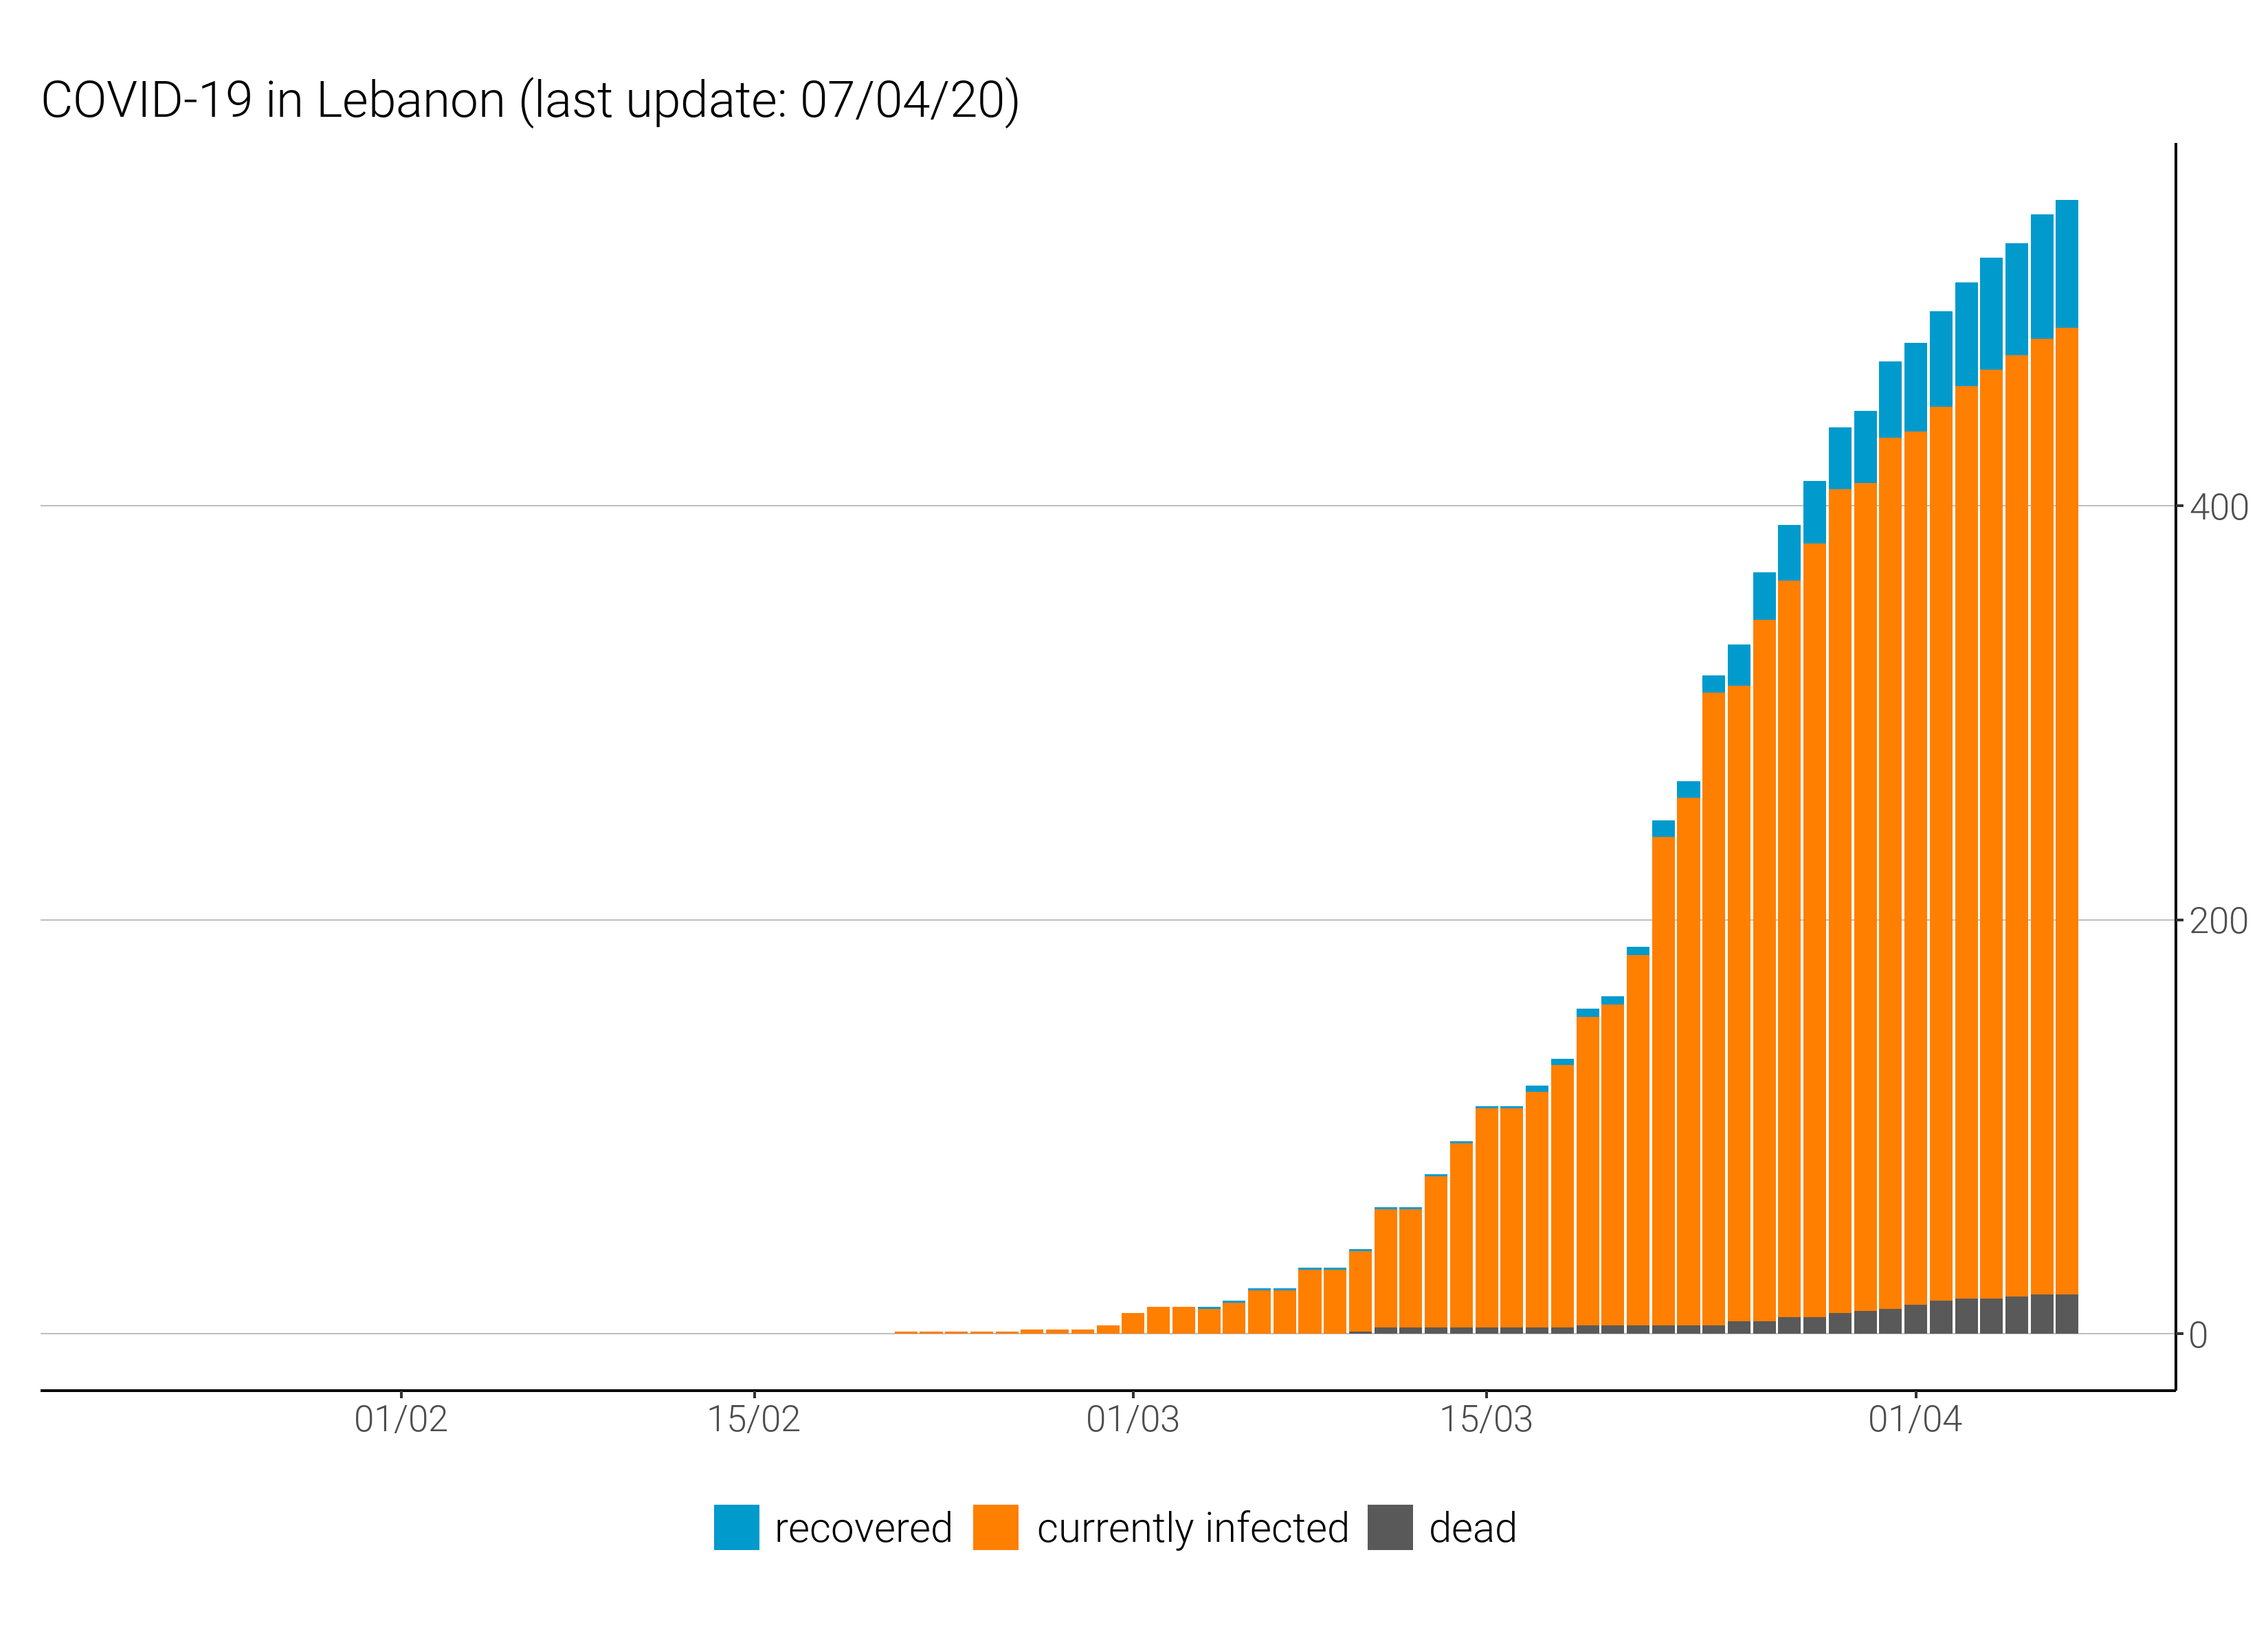 COVID-19 in Lebanon (last update: 07/04/20)
400
200
0
01/02 15/02 01/03 15/03 01/04
recovered currently infected dead